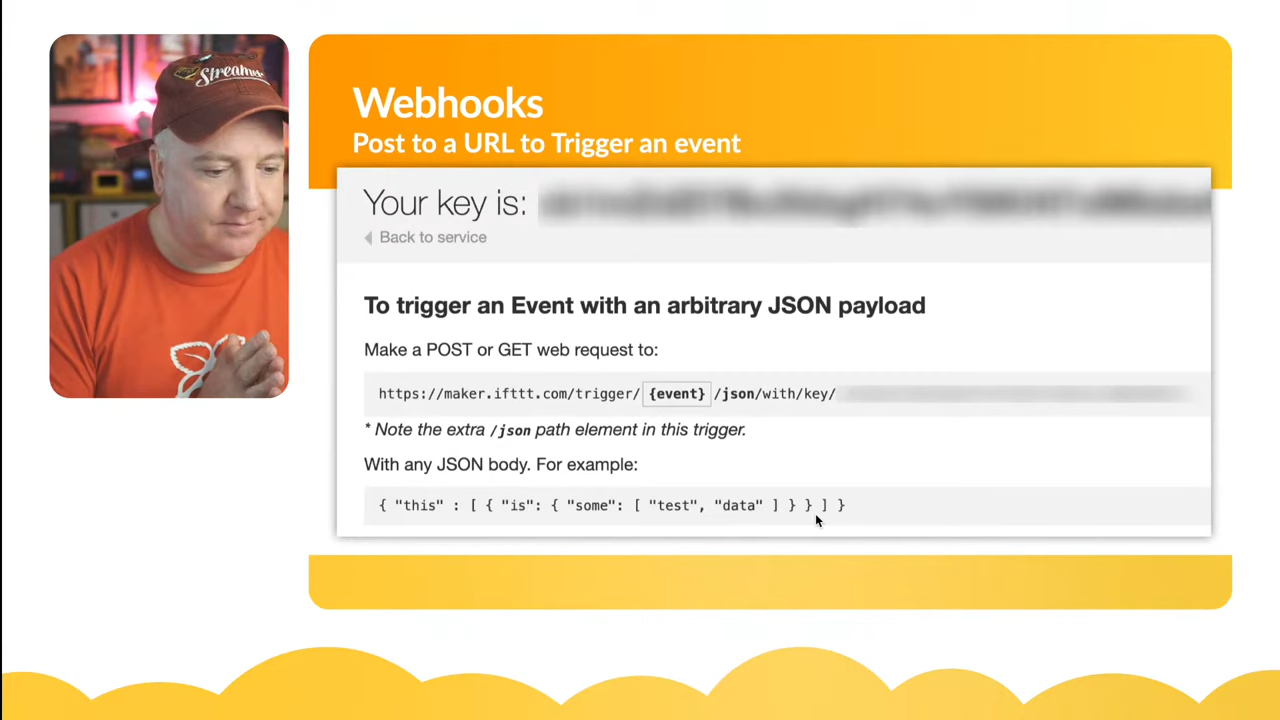 Streamer
Webhooks
Post to a URL to Trigger an event
Your key is:
Back to service
To trigger an Event with an arbitrary JSON payload
Make a POST or GET web request to:
https://maker.ifttt.com/trigger/ {event} /json/with/key/
* Note the extra /json path element in this trigger.
With any JSON body. For example:
{ "this" : [ { "is": { "some": [ "test", "data" ] } } ] }